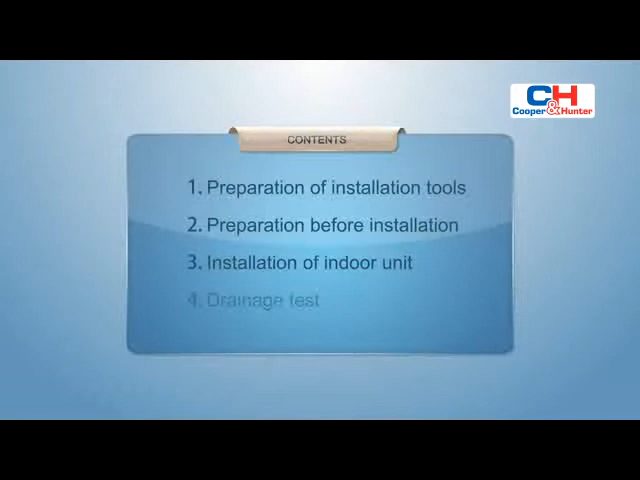 CH
Cooper&Hunter
CONTENTS
1. Preparation of installation tools
2. Preparation before installation
3. Installation of indoor unit
4. Drainage test